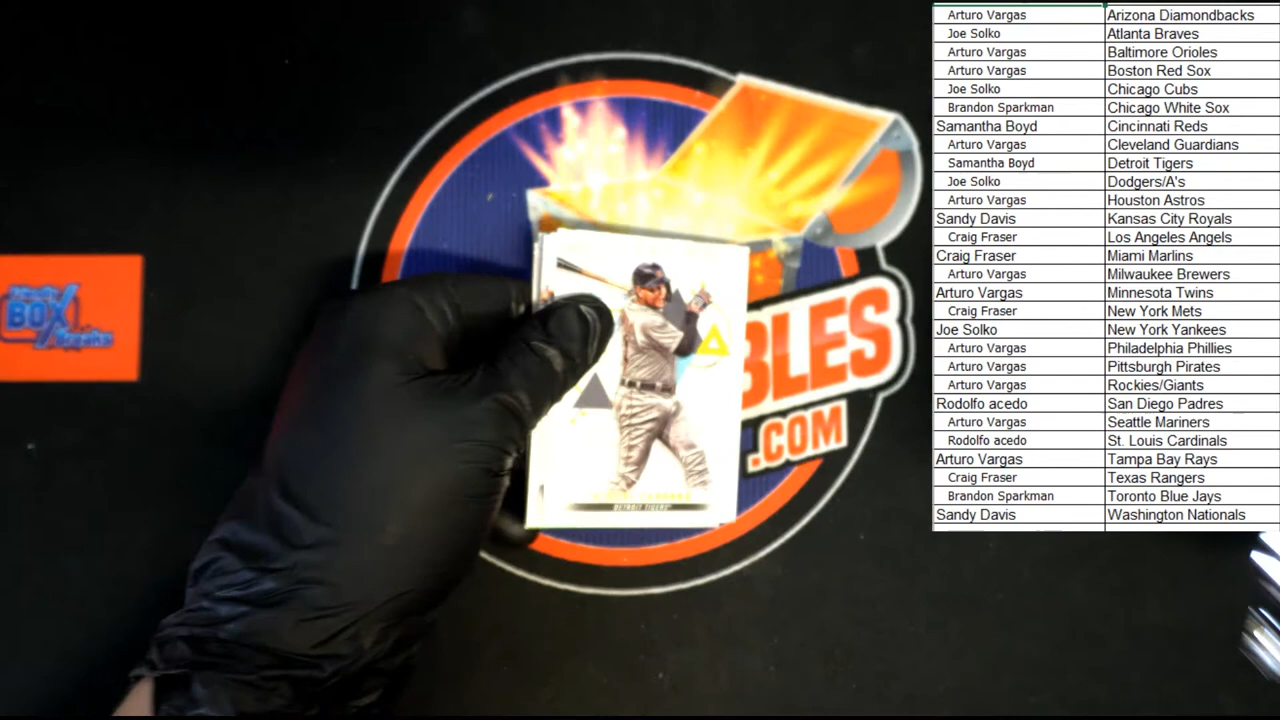 Arturo Vargas Arizona Diamondbacks
Joe Solko Atlanta Braves
Arturo Vargas Baltimore Orioles
Arturo Vargas Boston Red Sox
Joe Solko Chicago Cubs
Brandon Sparkman Chicago White Sox
Samantha Boyd Cincinnati Reds
Arturo Vargas Cleveland Guardians
Samantha Boyd Detroit Tigers
Joe Solko Dodgers/A's
Arturo Vargas Houston Astros
Sandy Davis Kansas City Royals
Craig Fraser Los Angeles Angels
Craig Fraser Miami Marlins
Arturo Vargas Milwaukee Brewers
Arturo Vargas Minnesota Twins
Craig Fraser New York Mets
Joe Solko New York Yankees
Arturo Vargas Philadelphia Phillies
Arturo Vargas Pittsburgh Pirates
Arturo Vargas Rockies/Giants
Rodolfo acedo San Diego Padres
Arturo Vargas Seattle Mariners
Rodolfo acedo St. Louis Cardinals
Arturo Vargas Tampa Bay Rays
Craig Fraser Texas Rangers
Brandon Sparkman Toronto Blue Jays
Sandy Davis Washington Nationals
BOX
Breaks
BLES
.COM
DETROIT TIGERS